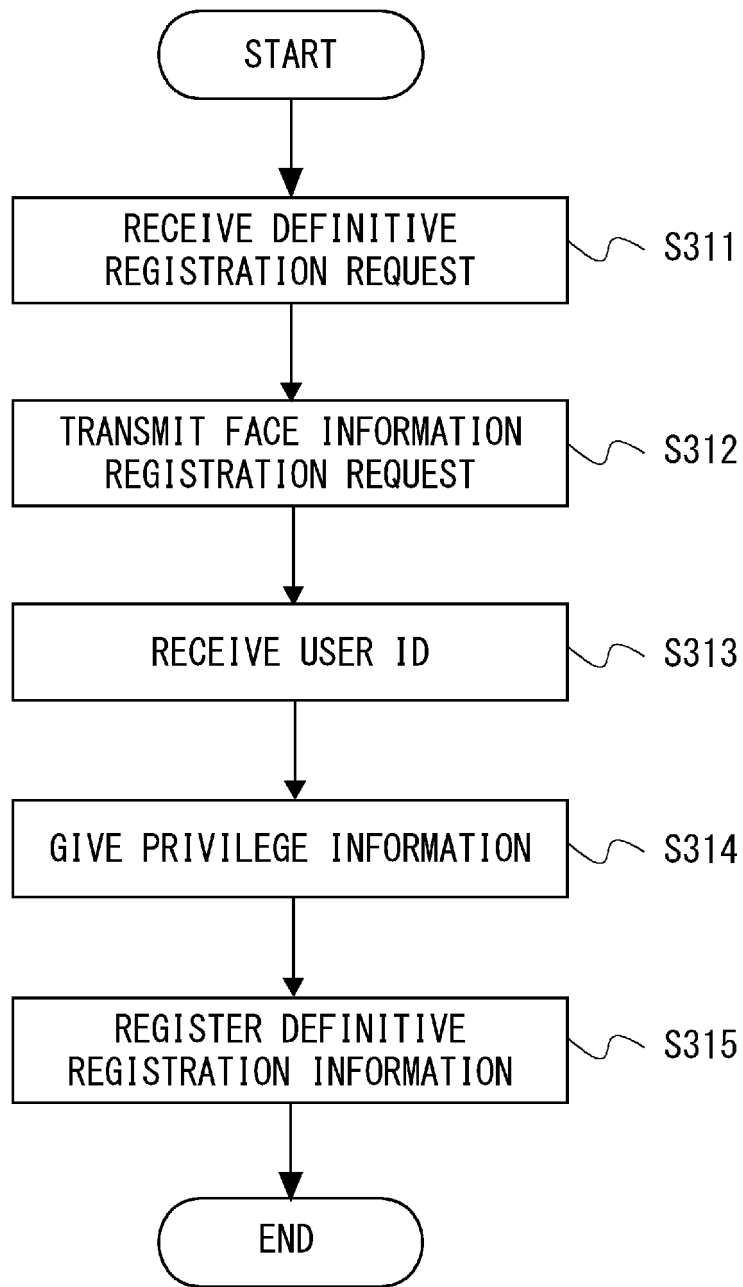 START
RECEIVE DEFINITIVE
REGISTRATION REQUEST
S311
TRANSMIT FACE INFORMATION
REGISTRATION REQUEST
S312
RECEIVE USER ID
S313
GIVE PRIVILEGE INFORMATION
S314
REGISTER DEFINITIVE
REGISTRATION INFORMATION
S315
END